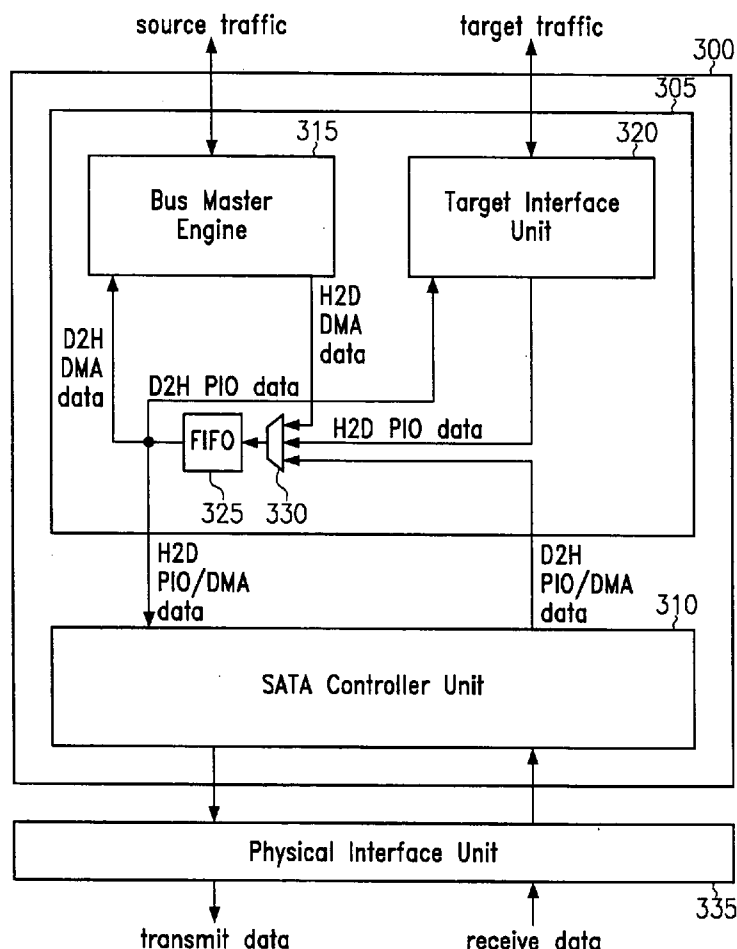 source traffic
target traffic
300
305
315
320
Bus Master
Engine
Target Interface
Unit
H2D
DMA
data
D2H
DMA
data
D2H PIO data
FIFO
H2D PIO data
325
330
H2D
PIO/DMA
data
D2H
PIO/DMA
data
310
SATA Controller Unit
Physical Interface Unit
335
transmit data
receive data